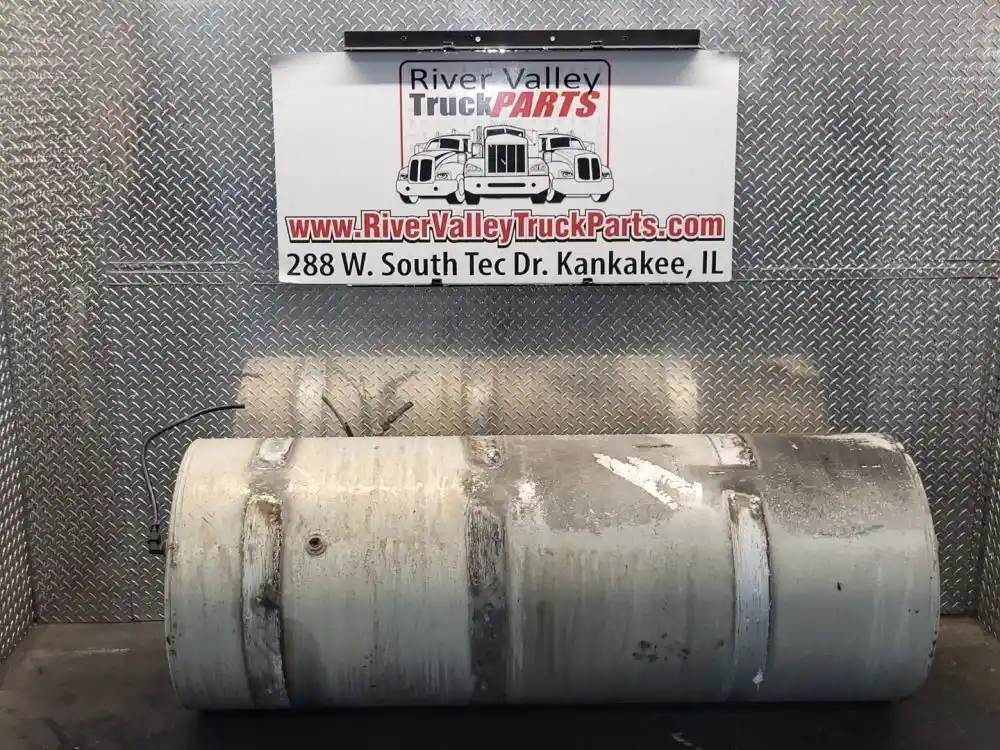 River Valley
TruckPARTS
www.RiverValleyTruckParts.com
288 W. South Tec Dr. Kankakee, IL